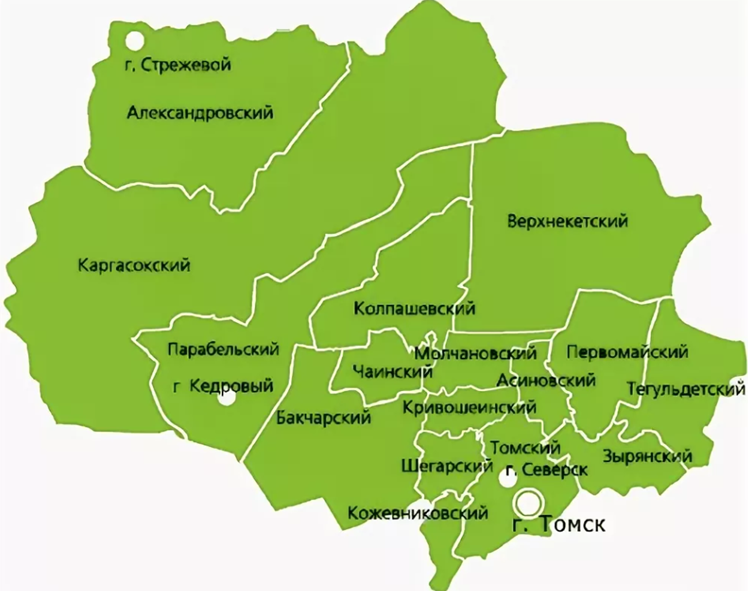 г. Стрежевой
Александровский
Верхнекетский
Каргасокский
Колпашевский
Парабельский
Молчановский
Первомайский
Чаинский
Асиновский
г Кедровый
Тегульдетский
Бакчарский
Кривошеинский
Томский
Зырянский
Шегарский
г. Северск
Кожевниковский
г. Томск